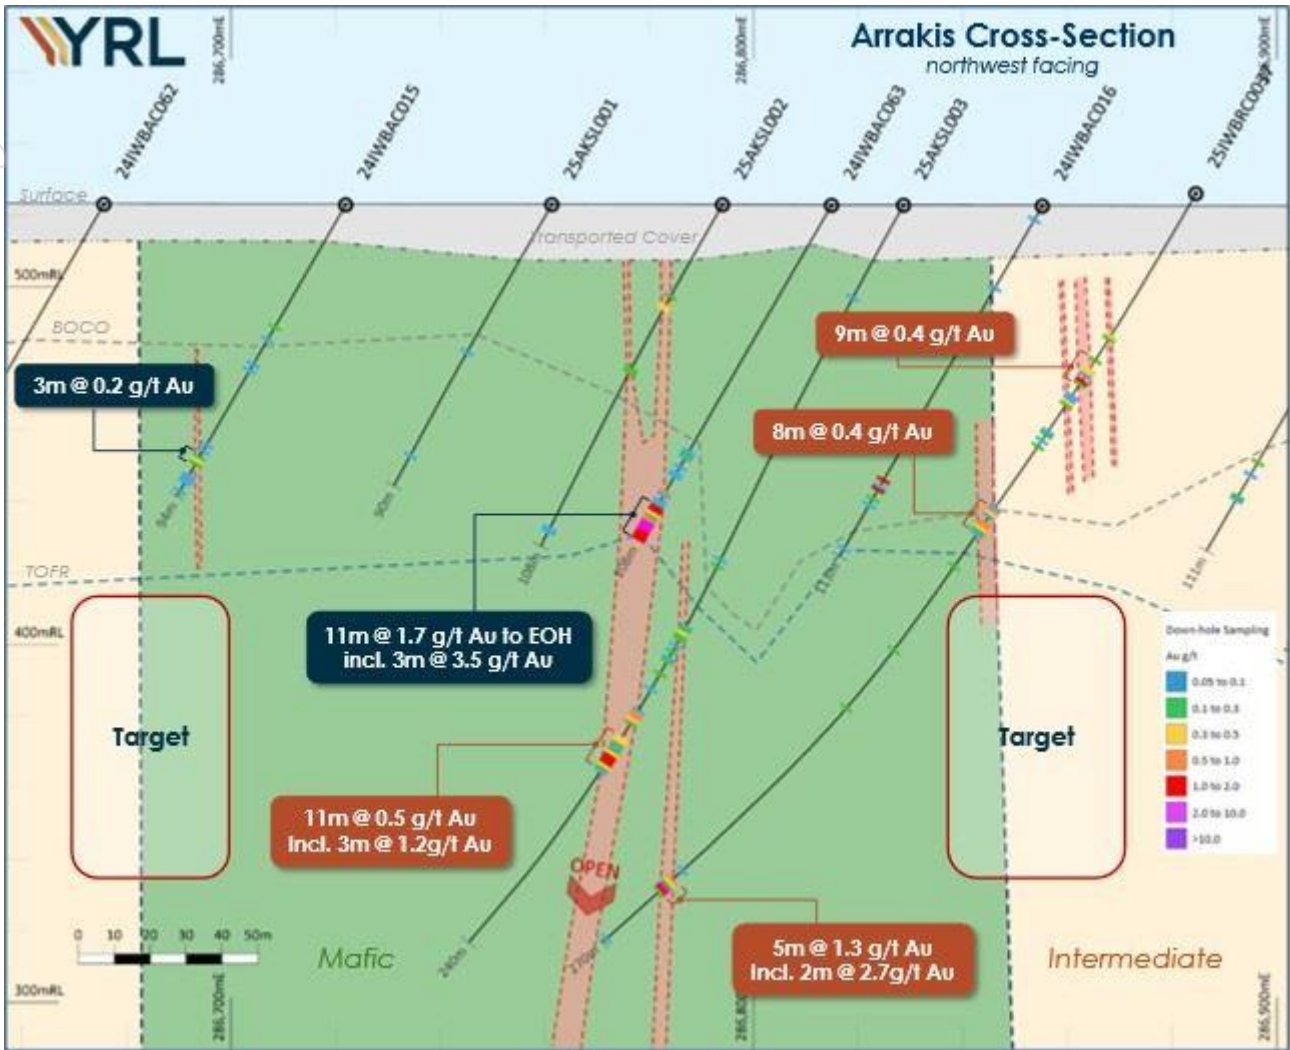 YRL
Arrakis Cross-Section
northwest facing
286,700mE
286,800mE
24IWBAC062
24IWBAC015
25AKSL001
25AKSL002
24IWBAC063
25AKSL003
24IWBAC016
Surface
Transported Cover
500mRL
BOCO
3m @ 0.2 g/t Au
9m @ 0.4 g/t Au
8m @ 0.4 g/t Au
94m
90m
108m
106m
111m
TOFR
400mRL
11m @ 1.7 g/t Au to EOH
incl. 3m @ 3.5 g/t Au
Down-hole Sampling
Au g/t
0.05 to 0.1
0.1 to 0.3
0.3 to 0.5
0.5 to 1.0
1.0 to 2.0
2.0 to 10.0
>10.0
Target
Target
11m @ 0.5 g/t Au
Incl. 3m @ 1.2g/t Au
OPEN
5m @ 1.3 g/t Au
Incl. 2m @ 2.7g/t Au
0 10 20 30 40 50m
240m
270m
Mafic
Intermediate
300mRL
286,700mE
286,900mE